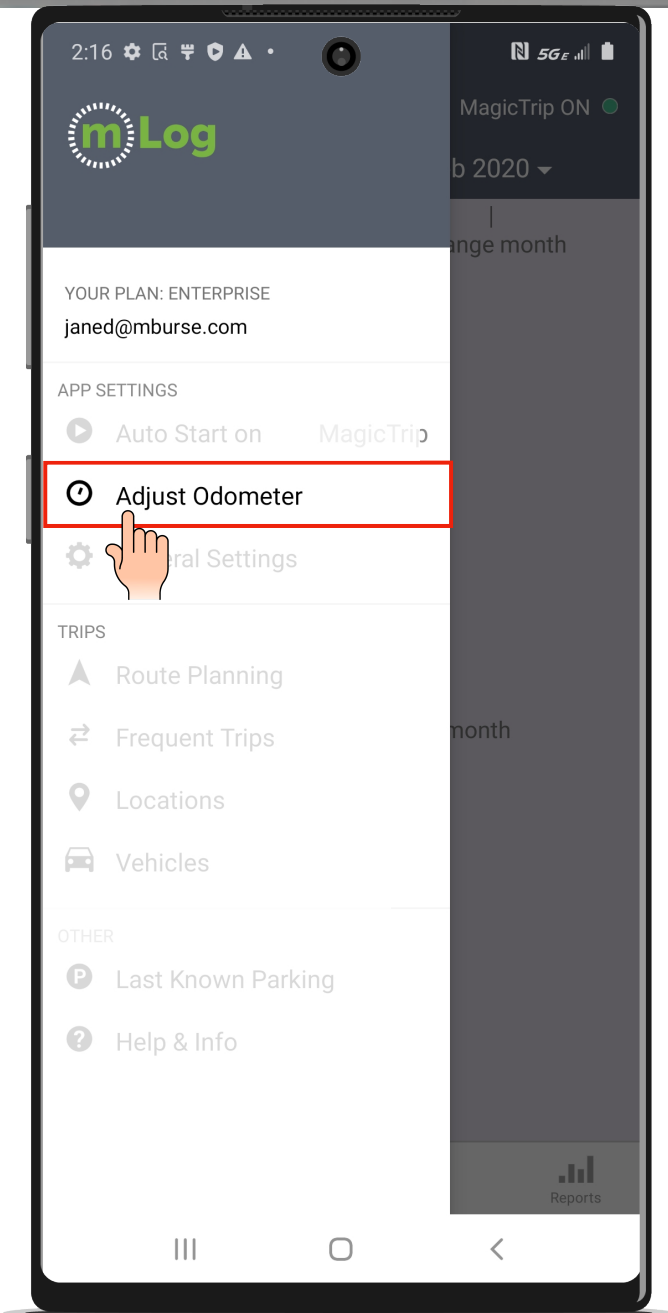 2:16
5GE
mLog
MagicTrip ON
b 2020
ange month
YOUR PLAN: ENTERPRISE
janed@mburse.com
APP SETTINGS
Auto Start on MagicTrip
Adjust Odometer
eral Settings
TRIPS
Route Planning
Frequent Trips
month
Locations
Vehicles
OTHER
P
Last Known Parking
?
Help & Info
Reports